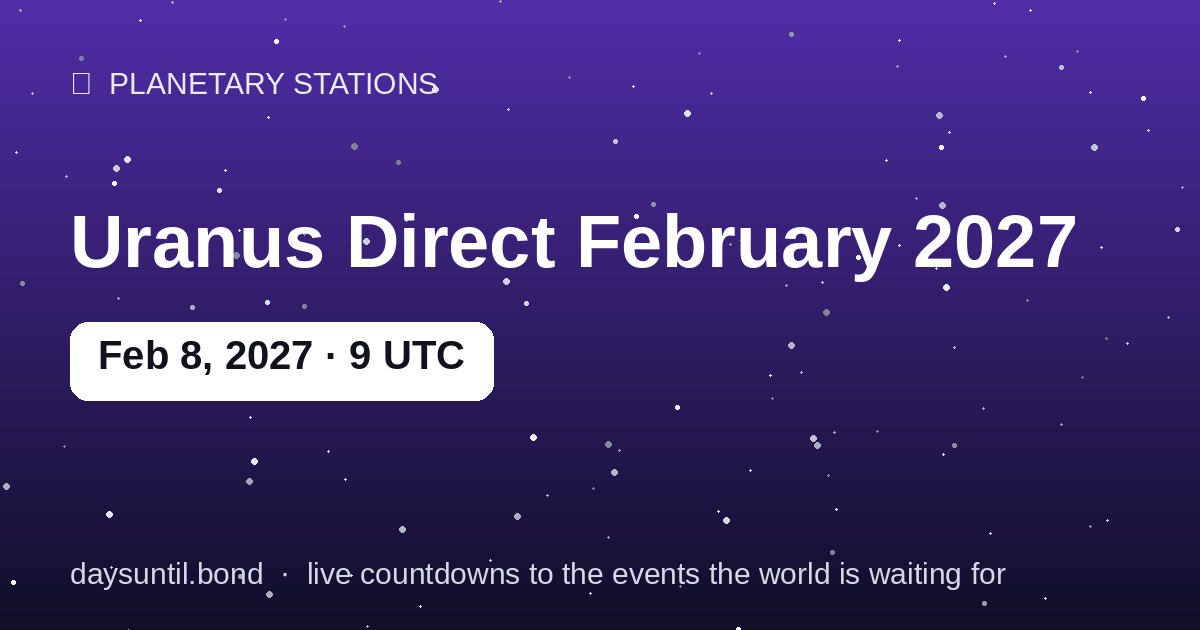 PLANETARY STATIONS
Uranus Direct February 2027
Feb 8, 2027 · 9 UTC
daysuntil.bond · live countdowns to the events the world is waiting for